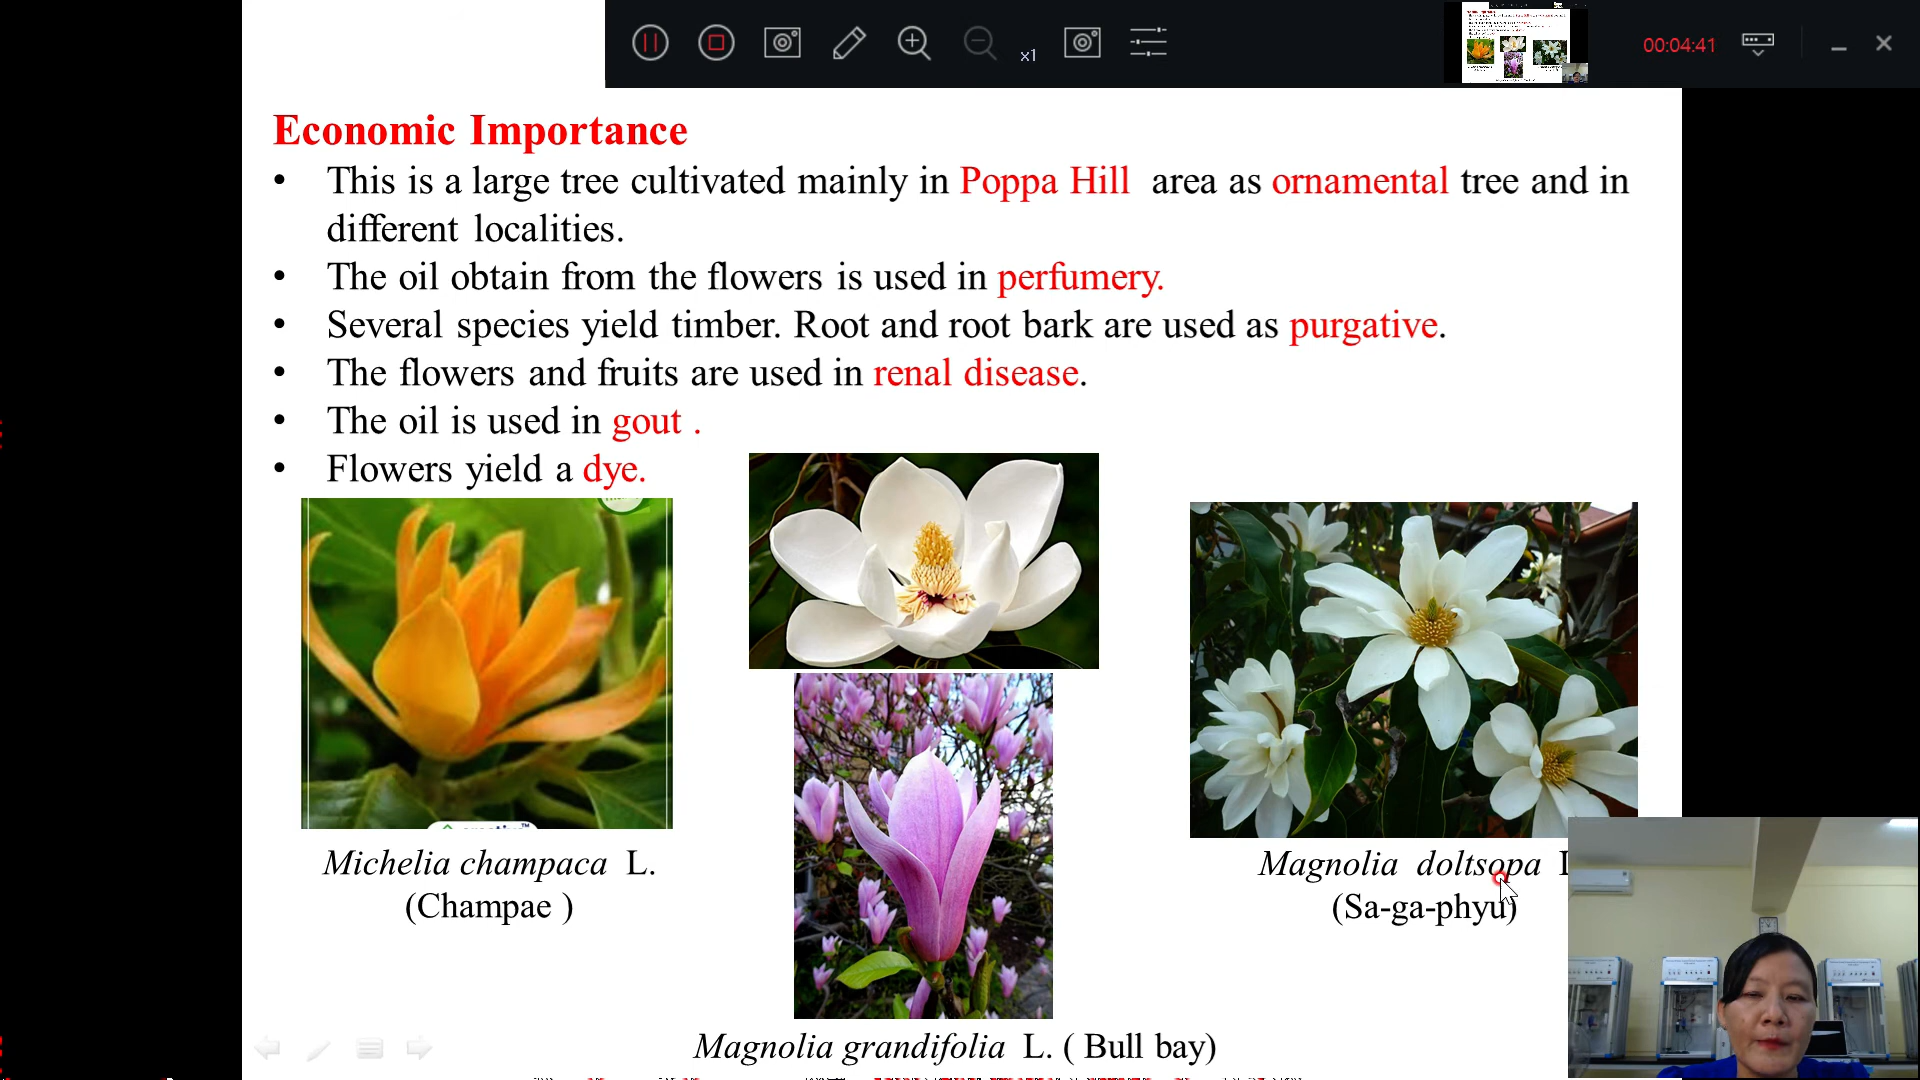 x1
00:04:41
Economic Importance
• This is a large tree cultivated mainly in Poppa Hill area as ornamental tree and in
different localities.
• The oil obtain from the flowers is used in perfumery.
• Several species yield timber. Root and root bark are used as purgative.
• The flowers and fruits are used in renal disease.
• The oil is used in gout .
• Flowers yield a dye.
Michelia champaca L.
(Champae )
Magnolia doltsopa
(Sa-ga-phyu)
Magnolia grandifolia L. ( Bull bay)